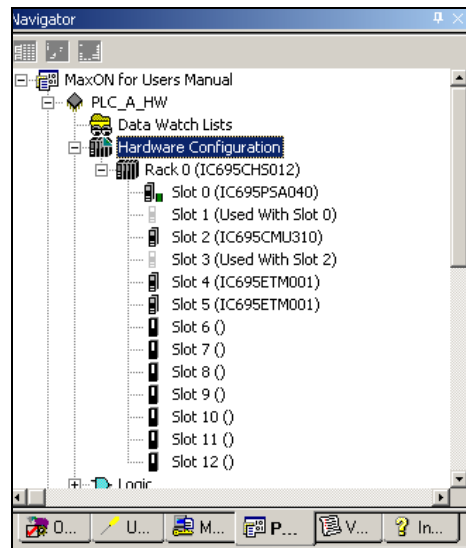 Navigator
MaxON for Users Manual
PLC_A_HW
Data Watch Lists
Hardware Configuration
Rack 0 (IC695CHS012)
Slot 0 (IC695PSA040)
Slot 1 (Used With Slot 0)
Slot 2 (IC695CMU310)
Slot 3 (Used With Slot 2)
Slot 4 (IC695ETM001)
Slot 5 (IC695ETM001)
Slot 6 ()
Slot 7 ()
Slot 8 ()
Slot 9 ()
Slot 10 ()
Slot 11 ()
Slot 12 ()
Logic
O... U... M... P... V... In...